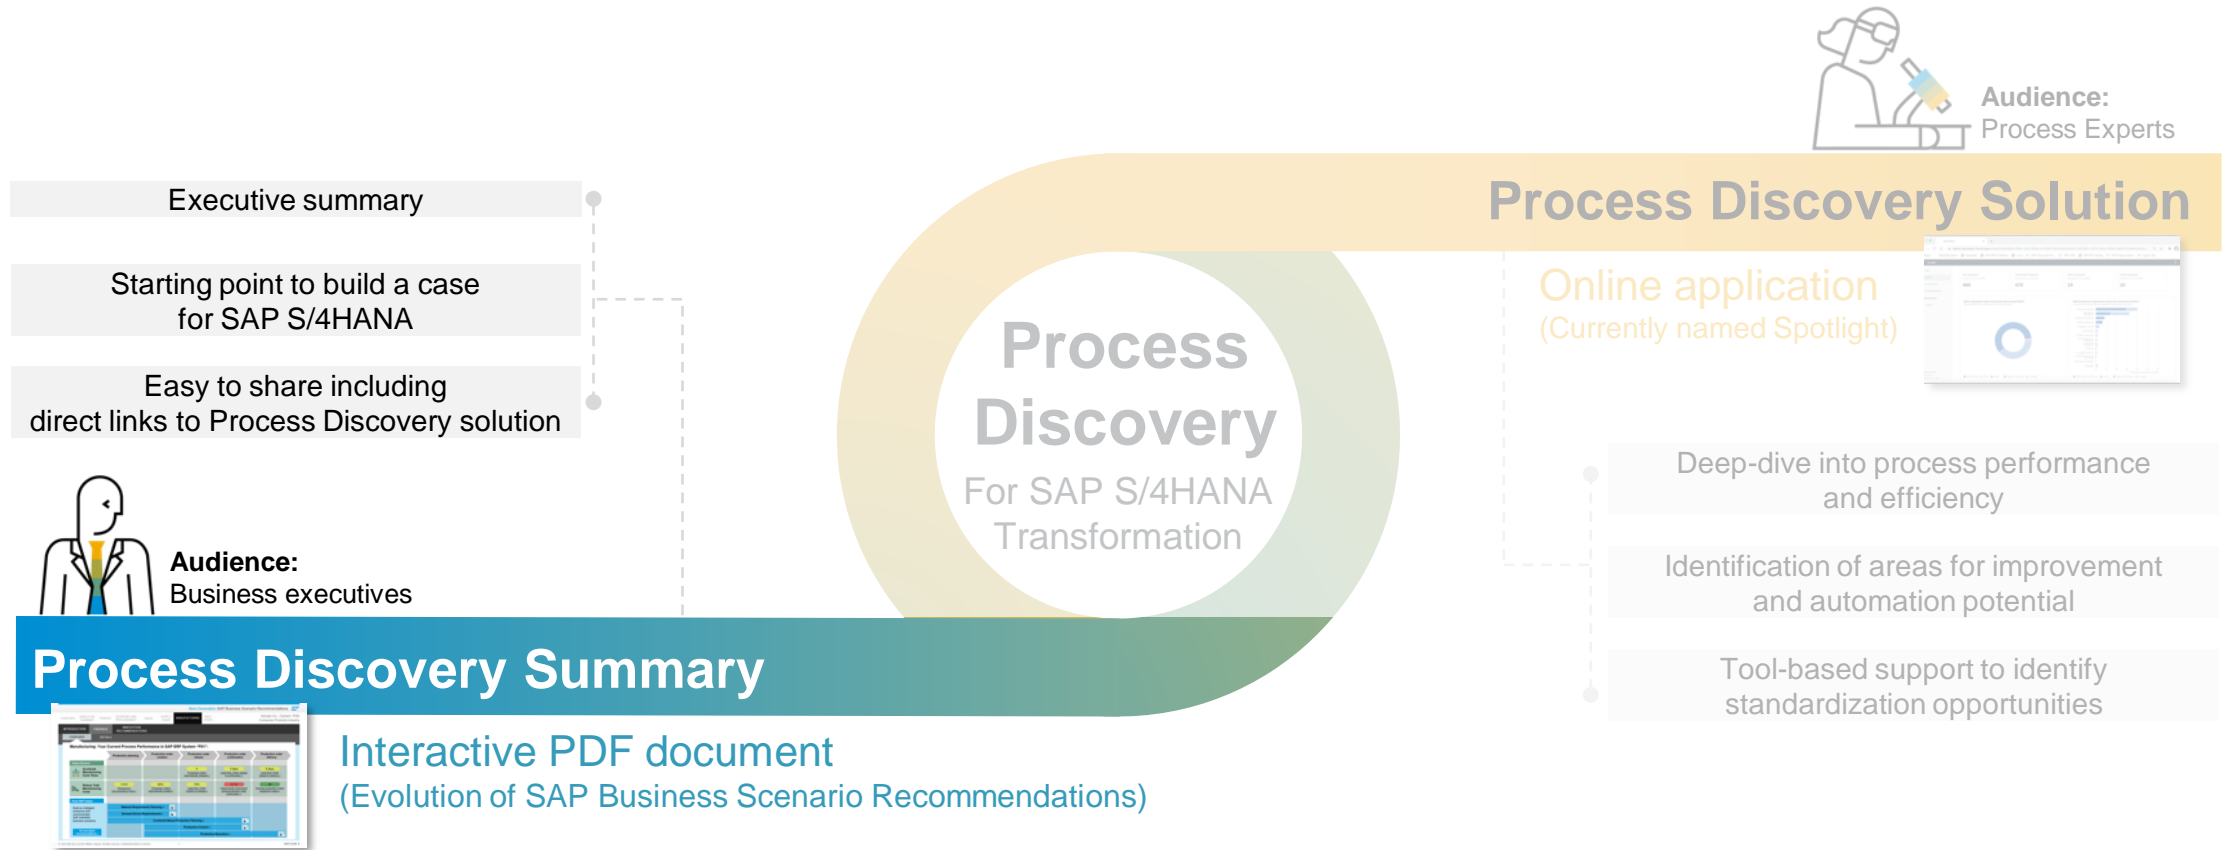 Audience:
Process Experts
Process Discovery Solution
Executive summary
Starting point to build a case
for SAP S/4HANA
Easy to share including
direct links to Process Discovery solution
Audience:
Business executives
Process
Discovery
For SAP S/4HANA
Transformation
Online application
(Currently named Spotlight)
Deep-dive into process performance
and efficiency
Identification of areas for improvement
and automation potential
Tool-based support to identify
standardization opportunities
Process Discovery Summary
Interactive PDF document
(Evolution of SAP Business Scenario Recommendations)